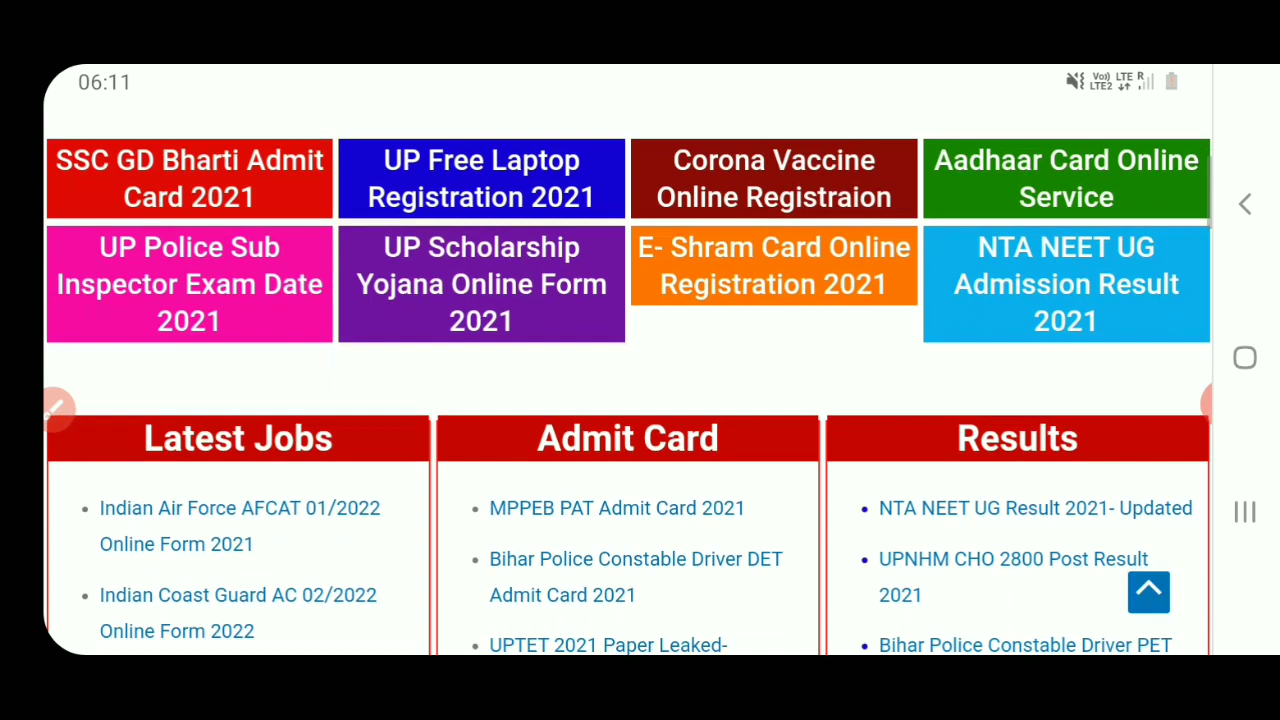 06:11
Vo)) LTE R
LTE2
SSC GD Bharti Admit
Card 2021
UP Free Laptop
Registration 2021
Corona Vaccine
Online Registraion
Aadhaar Card Online
Service
UP Police Sub
Inspector Exam Date
2021
UP Scholarship
Yojana Online Form
2021
E- Shram Card Online
Registration 2021
NTA NEET UG
Admission Result
2021
Latest Jobs
Indian Air Force AFCAT 01/2022
Online Form 2021
Indian Coast Guard AC 02/2022
Online Form 2022
Admit Card
MPPEB PAT Admit Card 2021
Bihar Police Constable Driver DET
Admit Card 2021
UPTET 2021 Paper Leaked-
Results
NTA NEET UG Result 2021- Updated
UPNHM CHO 2800 Post Result
2021
Bihar Police Constable Driver PET